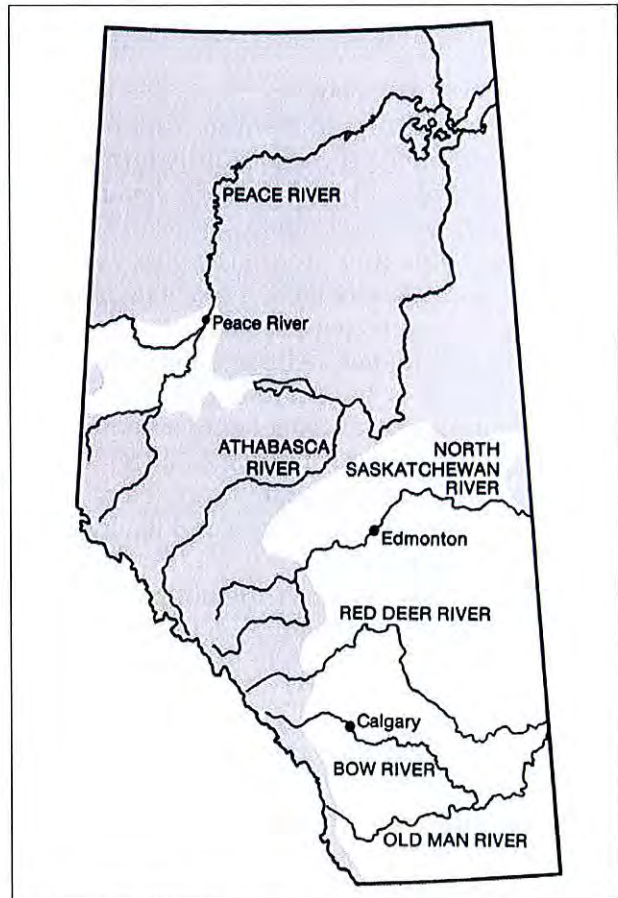 PEACE RIVER
Peace River
ATHABASCA
RIVER
NORTH
SASKATCHEWAN
RIVER
Edmonton
RED DEER RIVER
Calgary
BOW RIVER
OLD MAN RIVER